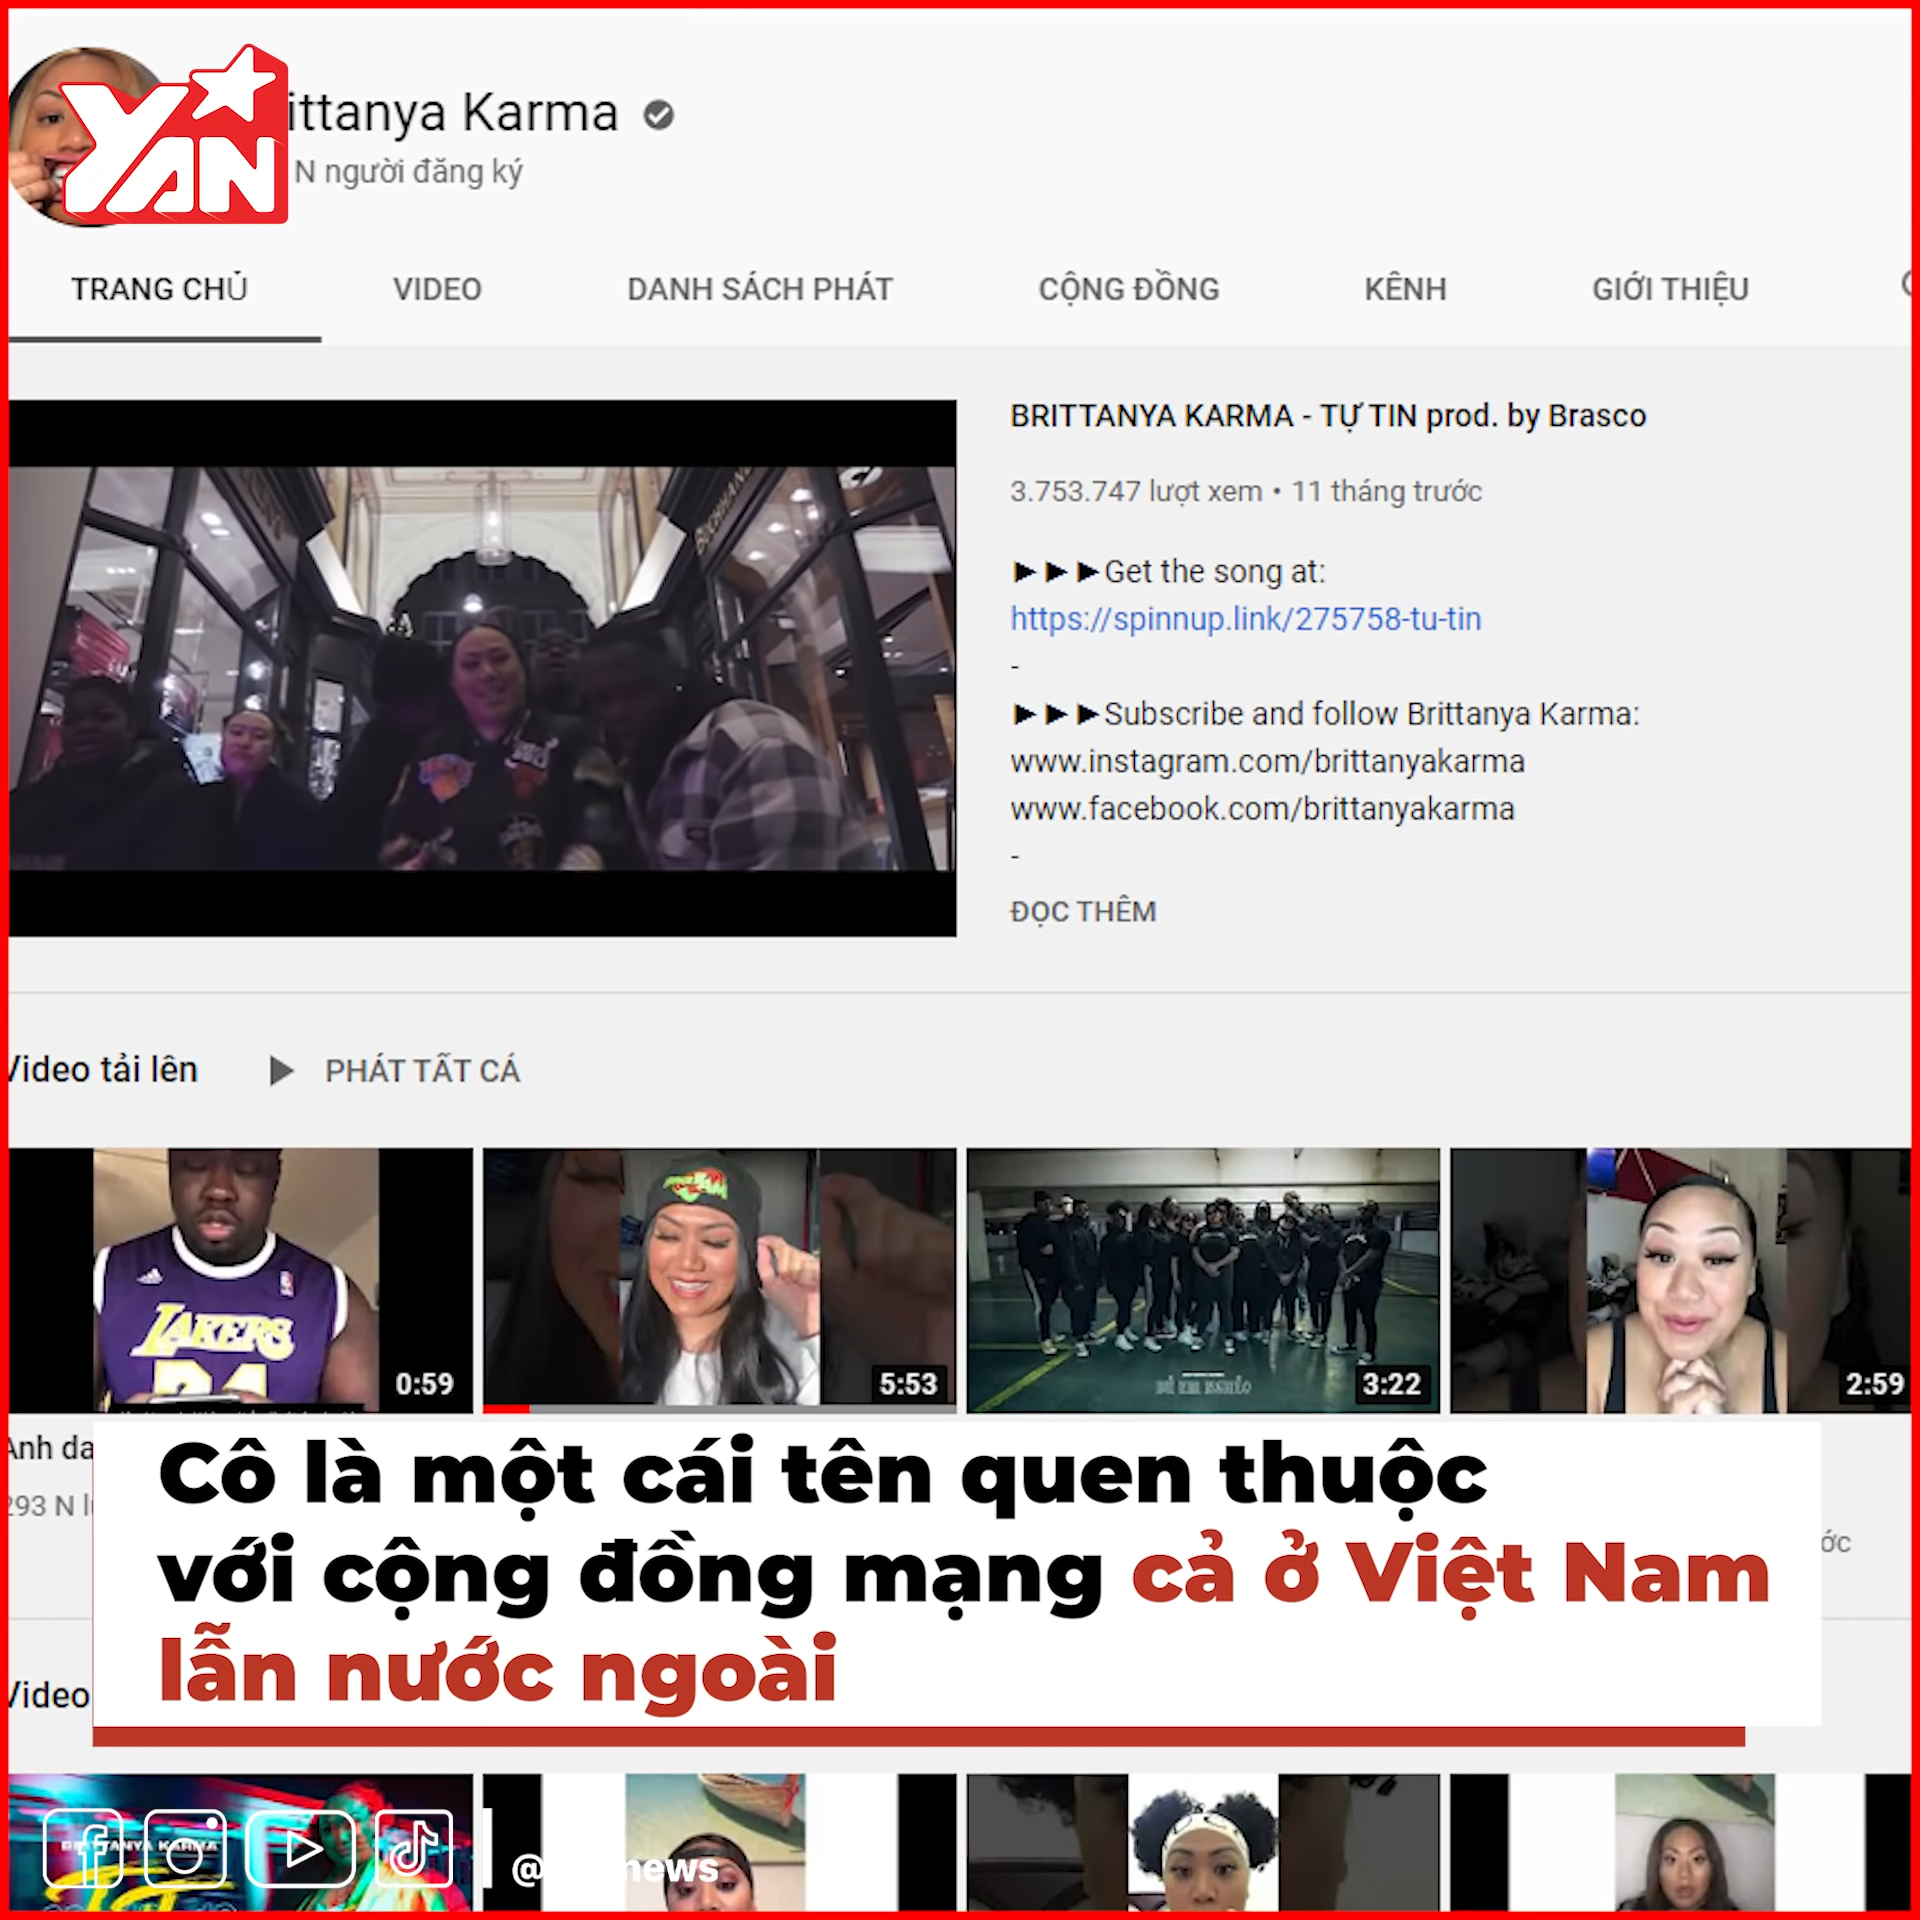 YAN
ittanya Karma
N người đăng ký
TRANG CHỦ VIDEO DANH SÁCH PHÁT CỘNG ĐỒNG KÊNH GIỚI THIỆU
BRITTANYA KARMA - TỰ TIN prod. by Brasco
3.753.747 lượt xem • 11 tháng trước
►►►Get the song at:
https://spinnup.link/275758-tu-tin
-
►►►Subscribe and follow Brittanya Karma:
www.instagram.com/brittanyakarma
www.facebook.com/brittanyakarma
-
ĐỌC THÊM
Video tải lên PHÁT TẤT CẢ
LAKERS
0:59 5:53 3:22 2:59
Anh da
293 N
Cô là một cái tên quen thuộc
với cộng đồng mạng cả ở Việt Nam
lẫn nước ngoài
Video
BRITTANYA KARMA
news